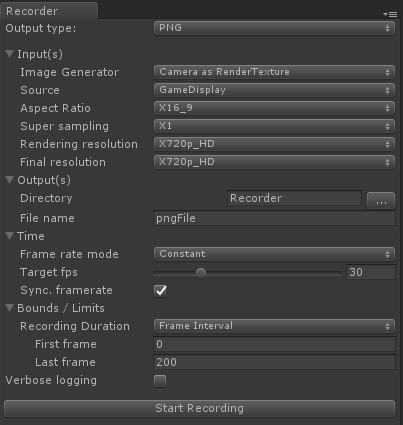 Recorder
Output type: PNG
Input(s)
Image Generator Camera as RenderTexture
Source GameDisplay
Aspect Ratio X16_9
Super sampling X1
Rendering resolution X720p_HD
Final resolution X720p_HD
Output(s)
Directory Recorder ...
File name pngFile
Time
Frame rate mode Constant
Target fps 30
Sync. framerate
Bounds / Limits
Recording Duration Frame Interval
First frame 0
Last frame 200
Verbose logging
Start Recording